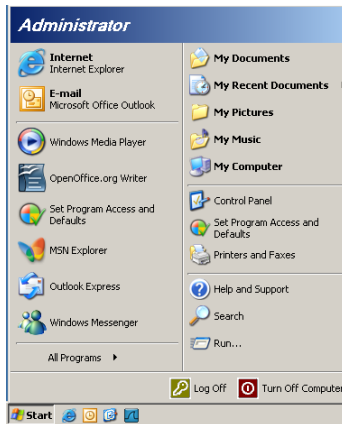 Administrator
Internet
Internet Explorer
E-mail
Microsoft Office Outlook
Windows Media Player
OpenOffice.org Writer
Set Program Access and
Defaults
MSN Explorer
Outlook Express
Windows Messenger
All Programs
My Documents
My Recent Documents
My Pictures
My Music
My Computer
Control Panel
Set Program Access and
Defaults
Printers and Faxes
Help and Support
Search
Run...
Log Off
Turn Off Computer
Start